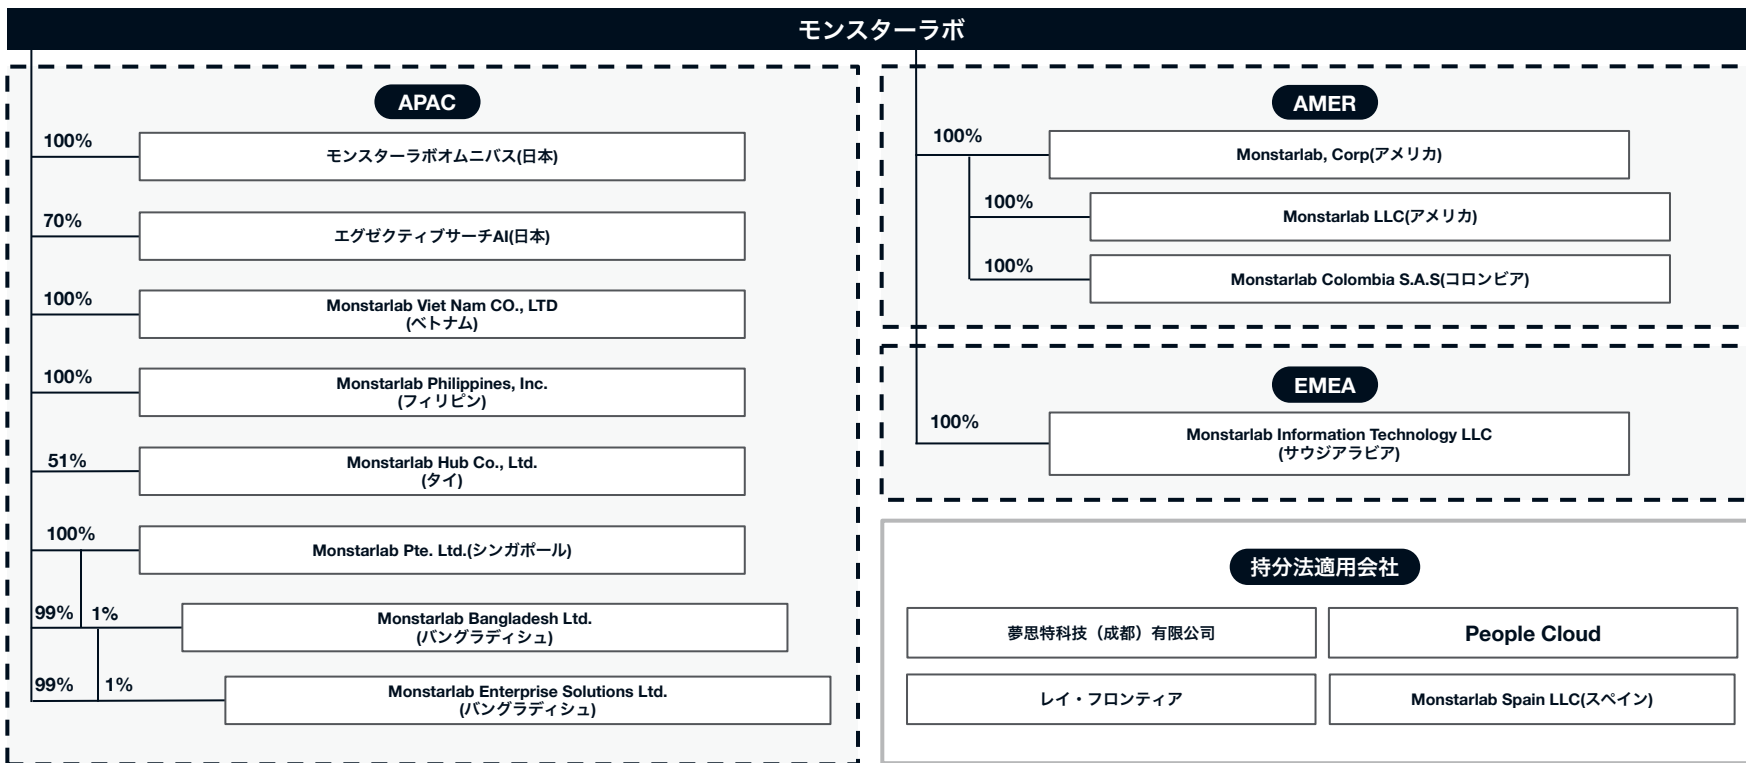 モンスターラボ
APAC
100%
モンスターラボオムニバス(日本)
70%
エグゼクティブサーチAI(日本)
100%
Monstarlab Viet Nam CO., LTD
(ベトナム)
100%
Monstarlab Philippines, Inc.
(フィリピン)
51%
Monstarlab Hub Co., Ltd.
(タイ)
100%
Monstarlab Pte. Ltd.(シンガポール)
99% 1%
Monstarlab Bangladesh Ltd.
(バングラディシュ)
99% 1%
Monstarlab Enterprise Solutions Ltd.
(バングラディシュ)
AMER
100%
Monstarlab, Corp(アメリカ)
100%
Monstarlab LLC(アメリカ)
100%
Monstarlab Colombia S.A.S(コロンビア)
EMEA
100%
Monstarlab Information Technology LLC
(サウジアラビア)
持分法適用会社
夢思特科技（成都）有限公司
People Cloud
レイ・フロンティア
Monstarlab Spain LLC(スペイン)